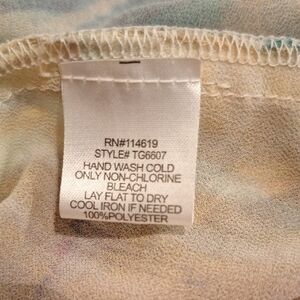 RN#114619
STYLE# TG6607
HAND WASH COLD
ONLY NON-CHLORINE
BLEACH
LAY FLAT TO DRY
COOL IRON IF NEEDED
100%POLYESTER